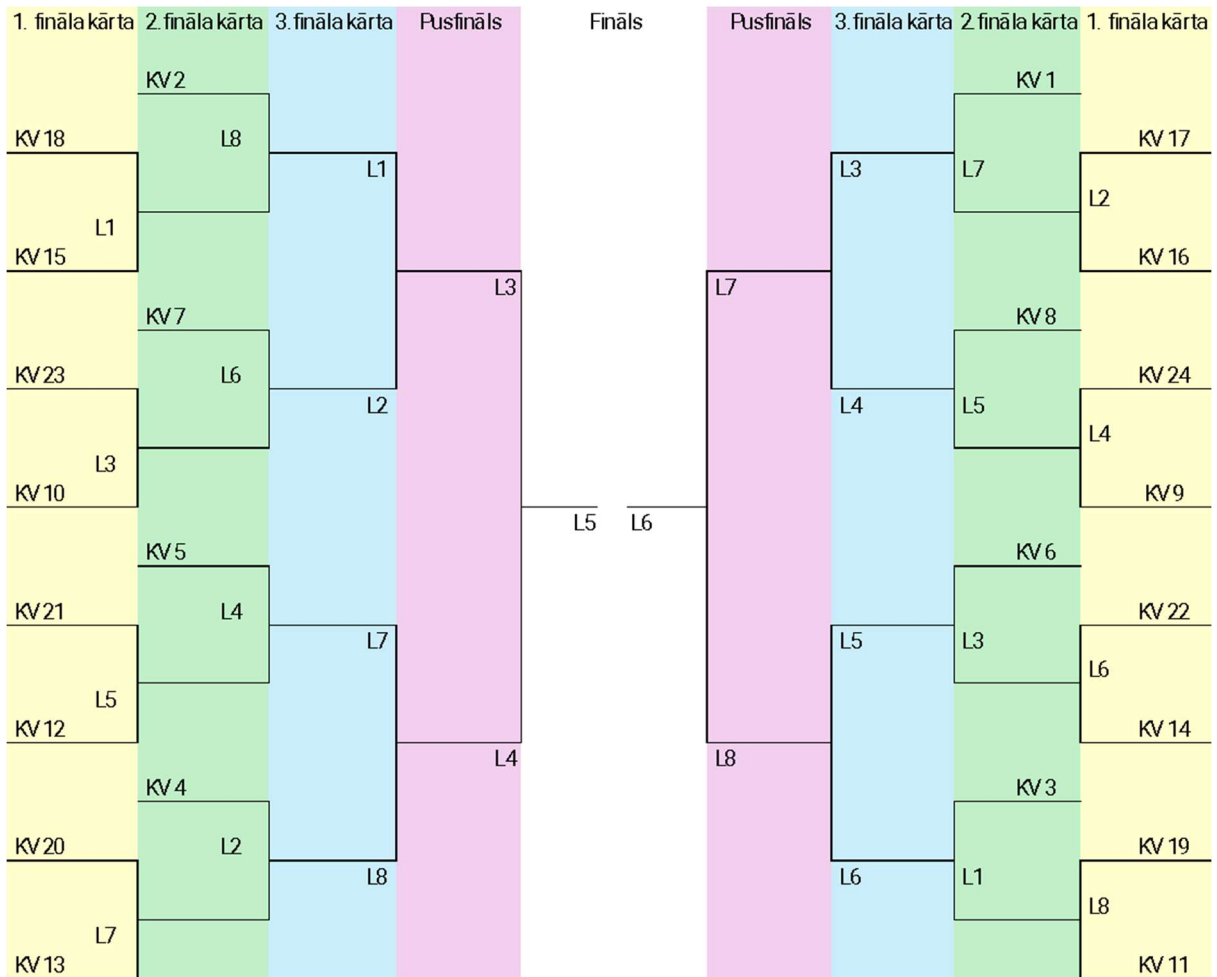 1. fināla kārta 2. fināla kārta 3. fināla kārta Pusfināls Fināls Pusfināls 3. fināla kārta 2 fināla kārta 1. fināla kārta
KV 2 KV 1
KV 18 L8 KV 17
L1 L3 L7
L1 L2
KV 15 KV 16
L3 L7
KV 7 KV 8
KV 23 L6 KV 24
L2 L4 L5
L3 L4
KV 10 KV 9
L5 L6
KV 5 KV 6
KV 21 L4 KV 22
L7 L5 L3
L5 L6
KV 12 KV 14
L4 L8
KV 4 KV 3
KV 20 L2 KV 19
L8 L6 L1
L7 L8
KV 13 KV 11